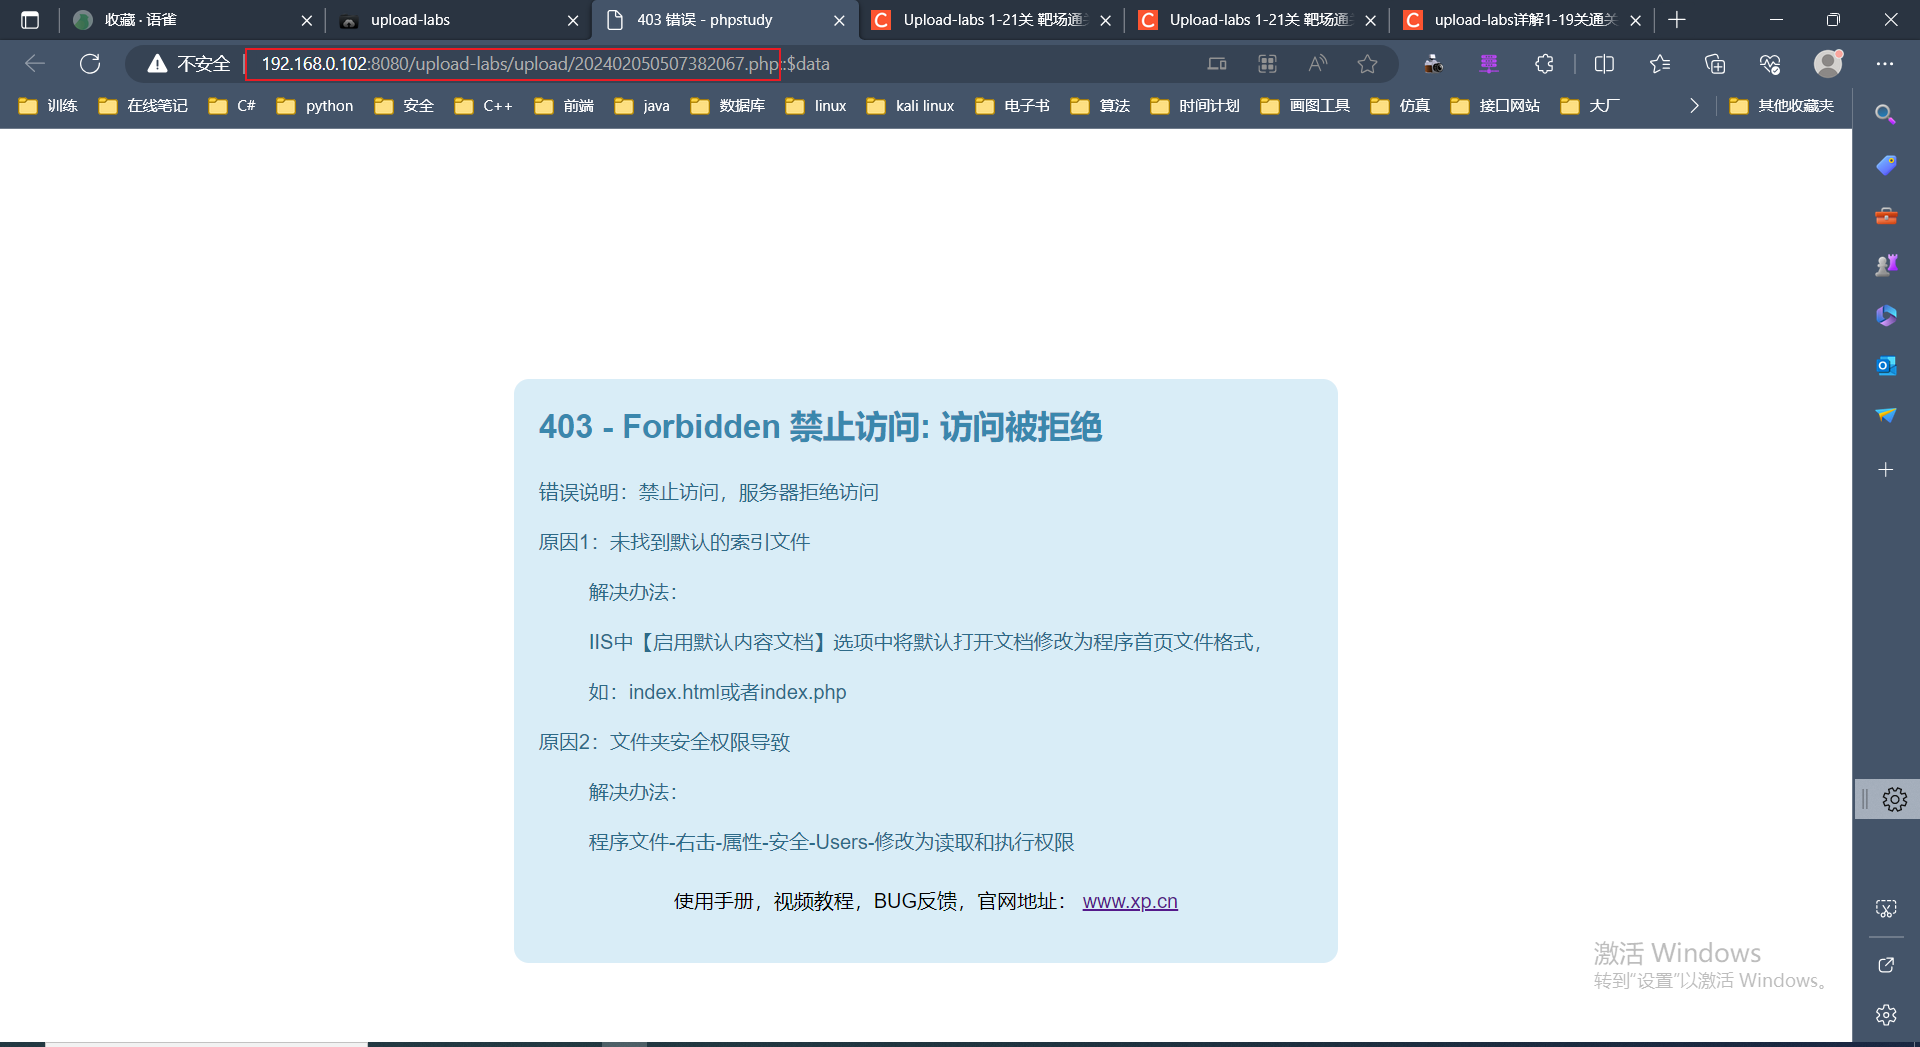 收藏 · 语雀
upload-labs
403 错误 - phpstudy
Upload-labs 1-21关 靶场通
Upload-labs 1-21关 靶场通
upload-labs详解1-19关通关
不安全
192.168.0.102:8080/upload-labs/upload/202402050507382067.php::$data
训练
在线笔记
C#
python
安全
C++
前端
java
数据库
linux
kali linux
电子书
算法
时间计划
画图工具
仿真
接口网站
大厂
其他收藏夹
403 - Forbidden 禁止访问: 访问被拒绝
错误说明：禁止访问，服务器拒绝访问
原因1：未找到默认的索引文件
解决办法：
IIS中【启用默认内容文档】选项中将默认打开文档修改为程序首页文件格式，
如：index.html或者index.php
原因2：文件夹安全权限导致
解决办法：
程序文件-右击-属性-安全-Users-修改为读取和执行权限
使用手册，视频教程，BUG反馈，官网地址： www.xp.cn
激活 Windows
转到"设置"以激活 Windows。